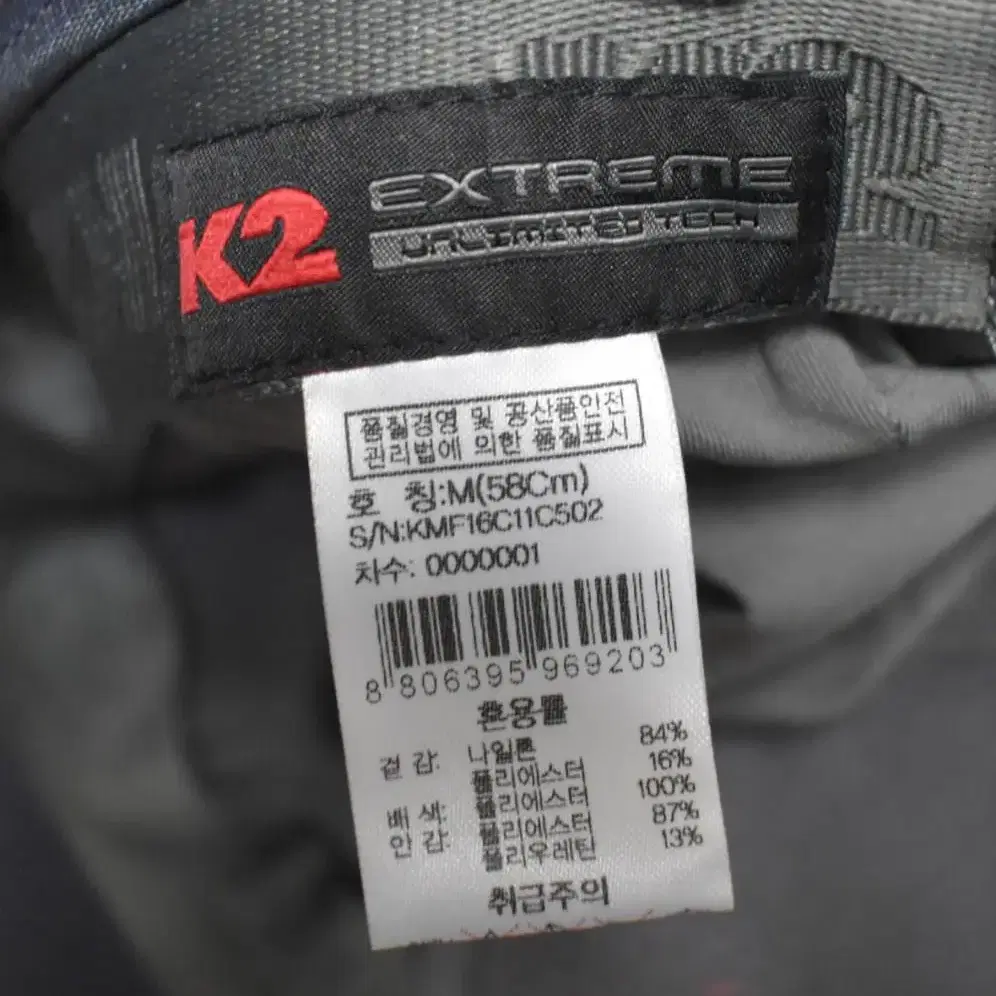 K2 EXTREME
UNLIMITED TECH
품질경영 및 공산품안전
관리법에 의한 품질표시
호 칭:M(58Cm)
S/N:KMF16C11C502
차수: 0000001
8 806395 969203
혼용률
겉 감: 나일론 84%
폴리에스터 16%
배 색: 폴리에스터 100%
안 감: 폴리에스터 87%
폴리우레탄 13%
취급주의